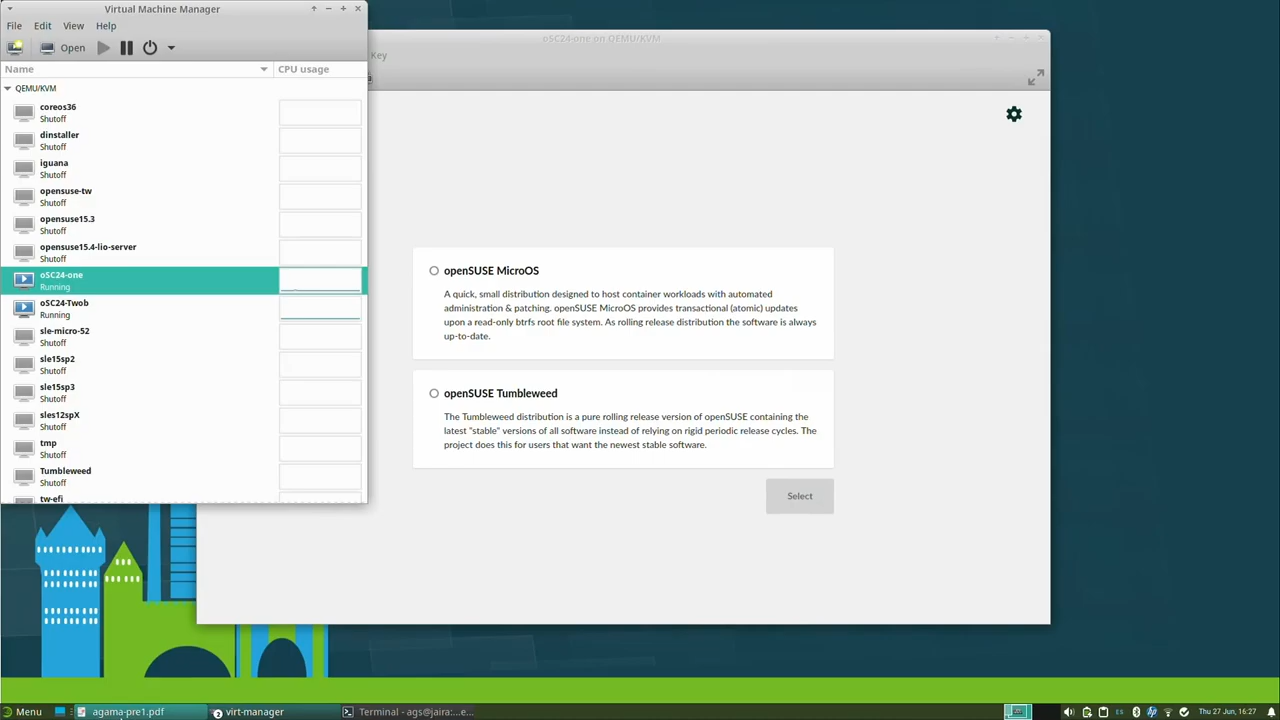 Virtual Machine Manager
File Edit View Help
Open
Name CPU usage
QEMU/KVM
coreos36
Shutoff
dinstaller
Shutoff
iguana
Shutoff
opensuse-tw
Shutoff
opensuse15.3
Shutoff
opensuse15.4-lio-server
Shutoff
oSC24-one
Running
oSC24-Twob
Running
sle-micro-52
Shutoff
sle15sp2
Shutoff
sle15sp3
Shutoff
sles12spX
Shutoff
tmp
Shutoff
Tumbleweed
Shutoff
tw-efi
oSC24-one on QEMU/KVM
Key
openSUSE MicroOS
A quick, small distribution designed to host container workloads with automated
administration & patching. openSUSE MicroOS provides transactional (atomic) updates
upon a read-only btrfs root file system. As rolling release distribution the software is always
up-to-date.
openSUSE Tumbleweed
The Tumbleweed distribution is a pure rolling release version of openSUSE containing the
latest "stable" versions of all software instead of relying on rigid periodic release cycles. The
project does this for users that want the newest stable software.
Select
Menu agama-pre1.pdf 2 virt-manager Terminal - ags@jaira:...e... ES Thu 27 Jun, 16:27